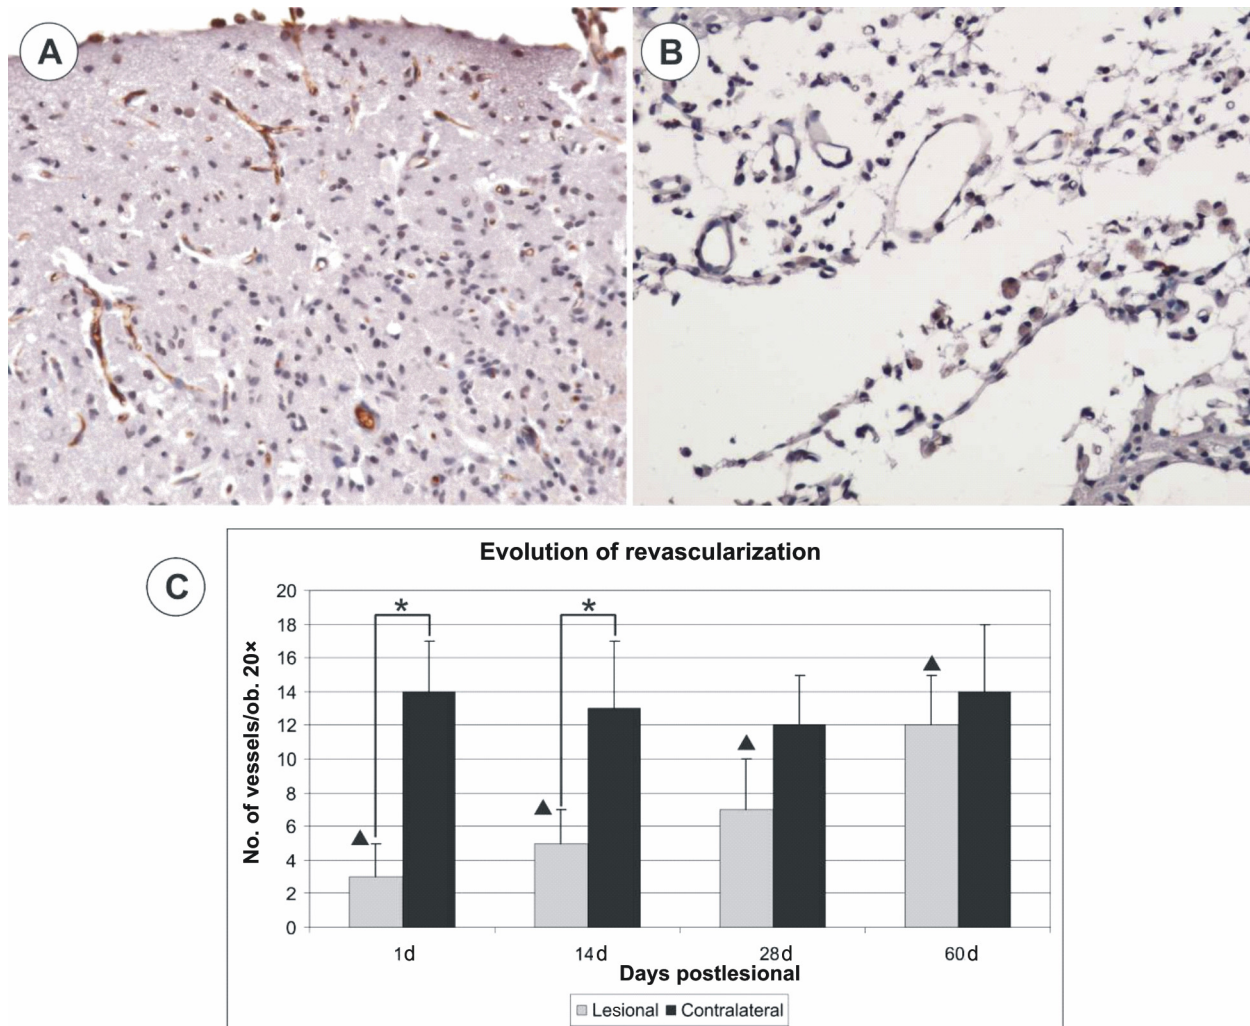 A
B
C
Evolution of revascularization
No. of vessels/ob. 20×
20
18
16
14
12
10
8
6
4
2
0
*
*
1d
14d
28d
60d
Days postlesional
Lesional
Contralateral